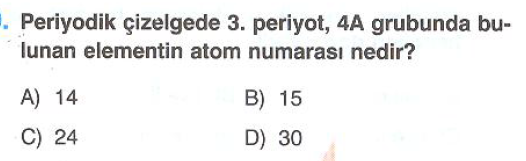 . Periyodik çizelgede 3. periyot, 4A grubunda bu-
lunan elementin atom numarası nedir?
A) 14 B) 15
C) 24 D) 30